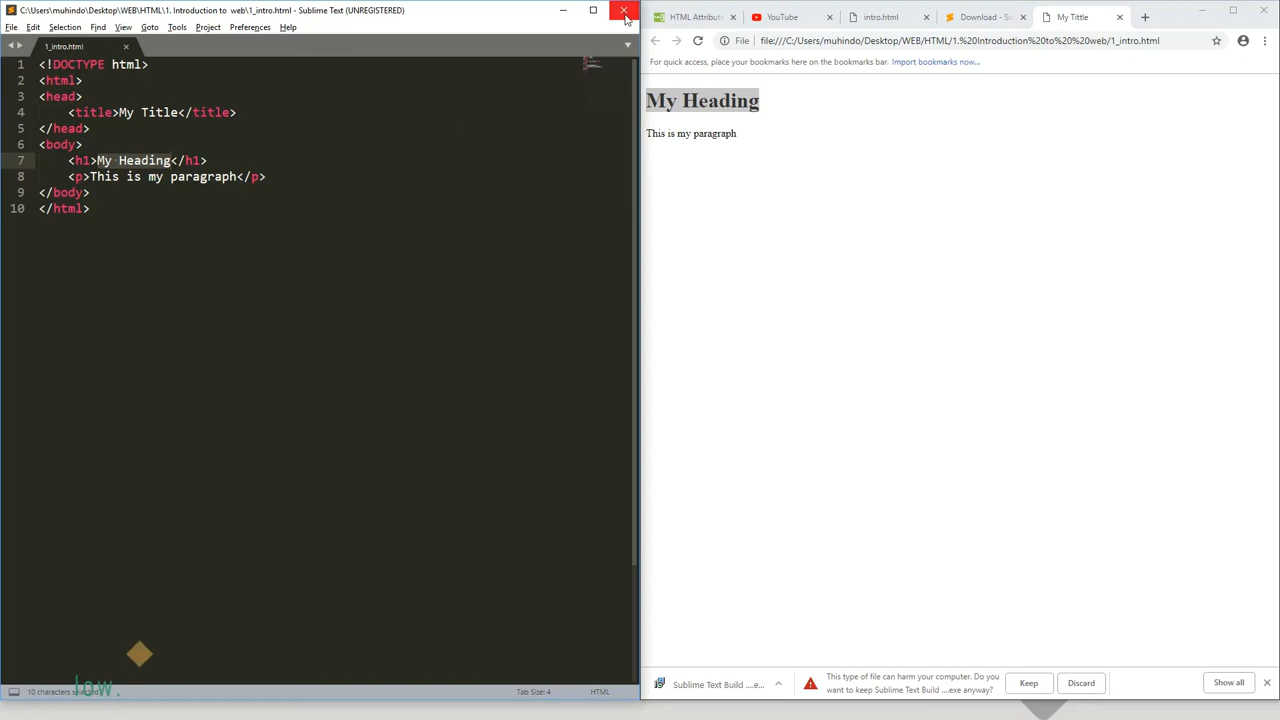 C:\Users\muhindo\Desktop\WEB\HTML\1. Introduction to  web\1_intro.html - Sublime Text (UNREGISTERED)
File Edit Selection Find View Goto Tools Project Preferences Help
1_intro.html
1 <!DOCTYPE html>
2 <html>
3 <head>
4 <title>My Title</title>
5 </head>
6 <body>
7 <h1>My Heading</h1>
8 <p>This is my paragraph</p>
9 </body>
10 </html>
low.
10 characters selected
Tab Size: 4
HTML
HTML Attribute
YouTube
intro.html
Download - Su
My Tittle
File file:///C:/Users/muhindo/Desktop/WEB/HTML/1.%20Introduction%20to%20%20web/1_intro.html
For quick access, place your bookmarks here on the bookmarks bar. Import bookmarks now...
My Heading
This is my paragraph
Sublime Text Build ....e...
This type of file can harm your computer. Do you
want to keep Sublime Text Build ....exe anyway?
Keep
Discard
Show all